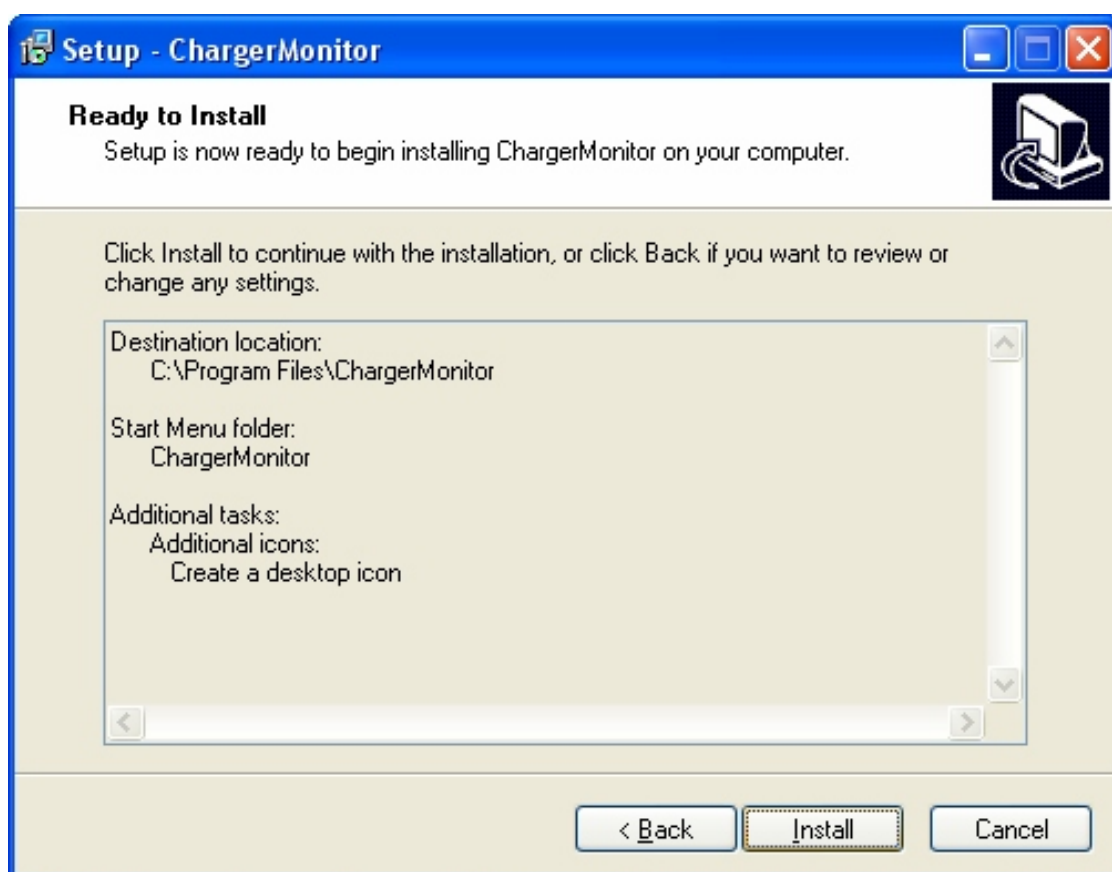 Setup - ChargerMonitor
Ready to Install
Setup is now ready to begin installing ChargerMonitor on your computer.
Click Install to continue with the installation, or click Back if you want to review or
change any settings.
Destination location:
C:\Program Files\ChargerMonitor
Start Menu folder:
ChargerMonitor
Additional tasks:
Additional icons:
Create a desktop icon
< Back Install Cancel